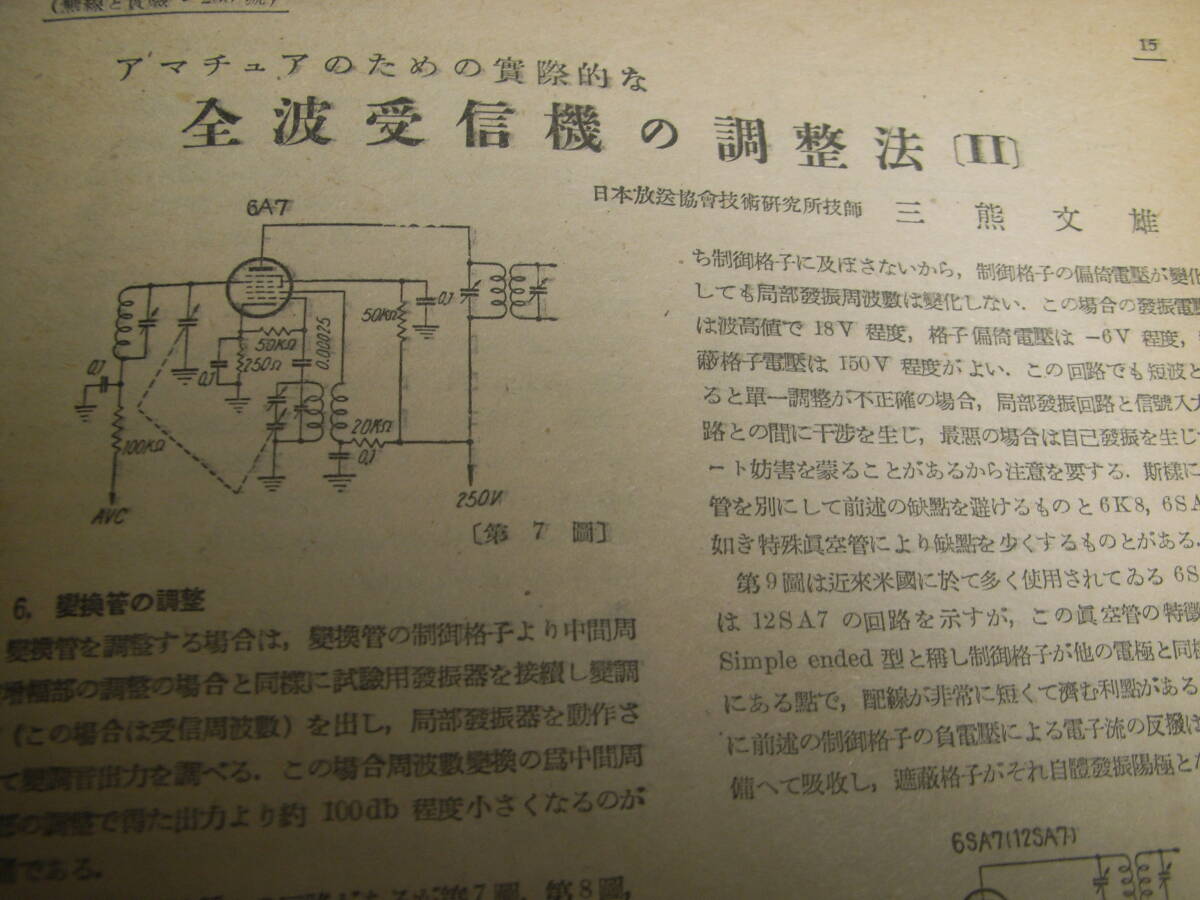 15
アマチュアのための實際的な
全波受信機の調整法〔II〕
日本放送協會技術研究所技師 三熊文雄
6A7
0.1
50KΩ
50KΩ
250Ω
0.1
0.00025
0.1
100KΩ
20KΩ
0.1
AVC
250V
〔第7圖〕
6. 變換管の調整
變換管を調整する場合は，變換管の制御格子より中間周
増幅部の調整の場合と同樣に試驗用發振器を接續し變調
（この場合は受信周波數）を出し，局部發振器を動作さ
て變調音出力を調べる．この場合周波數變換の爲中間周
の調整で得た出力より約 100db 程度小さくなるのが
である．
第7圖，第8圖，
ち制御格子に及ぼさないから，制御格子の偏倚電壓が變化
しても局部發振周波數は變化しない．この場合の發振電壓
は波高値で 18V 程度，格子偏倚電壓は −6V 程度，
蔽格子電壓は 150V 程度がよい．この回路でも短波と
ると單一調整が不正確の場合，局部發振回路と信號入力
路との間に干渉を生じ，最惡の場合は自己發振を生じ
ート妨害を蒙ることがあるから注意を要する．斯樣に
管を別にして前述の缺點を避けるものと 6K8, 6SA
如き特殊眞空管により缺點を少くするものとがある．
第9圖は近來米國に於て多く使用されてゐる 6S
は 12SA7 の回路を示すが，この眞空管の特徴
Simple ended 型と稱し制御格子が他の電極と同樣
にある點で，配線が非常に短くて濟む利點がある
に前述の制御格子の負電壓による電子流の反撥は
備へて吸收し，遮蔽格子がそれ自體發振陽極とな
6SA7(12SA7)